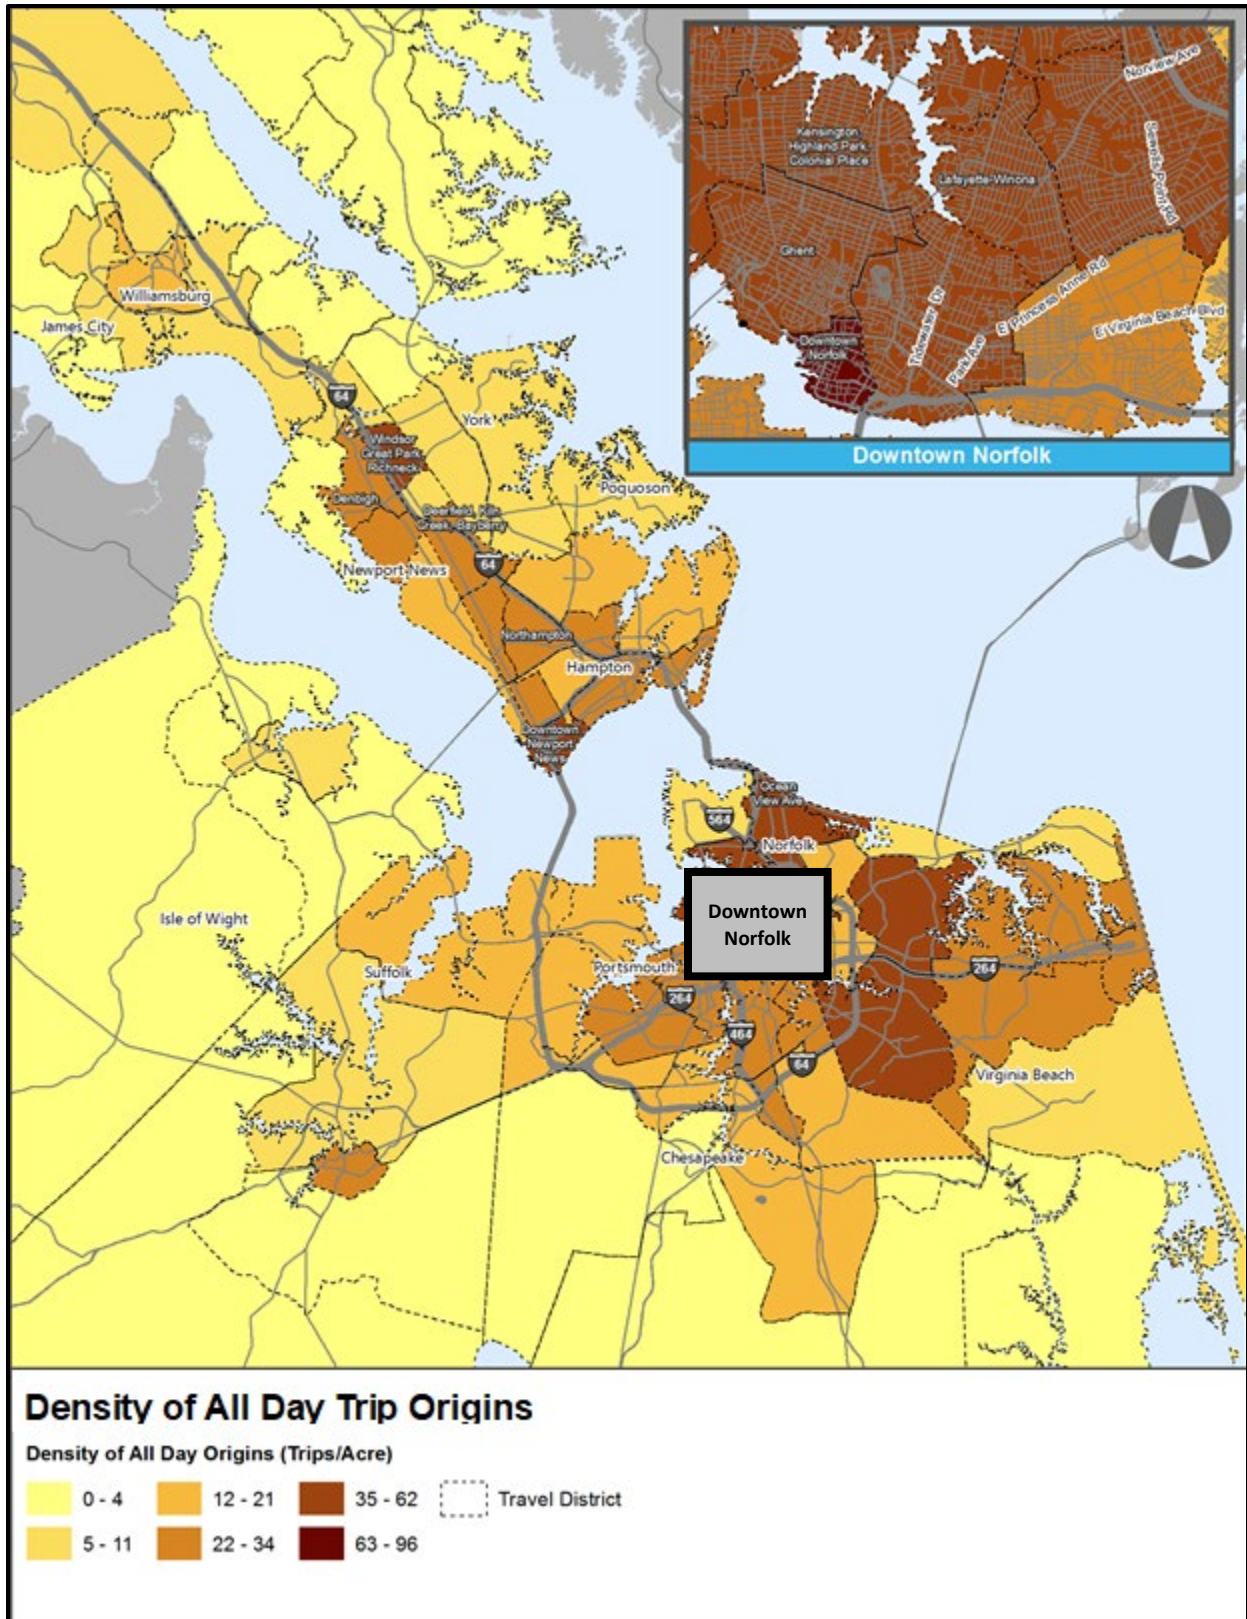 Norview Ave
Kensington,
Highland Park,
Colonial Place
Sewells Point Rd
Lafayette-Winona
Ghent
E Princess Anne Rd
Tidewater Dr
E Virginia Beach Blvd
Downtown
Norfolk
Park Ave
Downtown Norfolk
Williamsburg
James City
64
York
Windsor
Great Park,
Richneck
Denbigh
Poquoson
Deerfield, Kiln
Creek, BayBerry
Newport News
64
Northampton
Hampton
Downtown
Newport
News
Ocean
View Ave
564
Norfolk
Downtown
Norfolk
Isle of Wight
Suffolk
Portsmouth
264
264
464
64
Virginia Beach
Chesapeake
Density of All Day Trip Origins
Density of All Day Origins (Trips/Acre)
0 - 4
12 - 21
35 - 62
Travel District
5 - 11
22 - 34
63 - 96